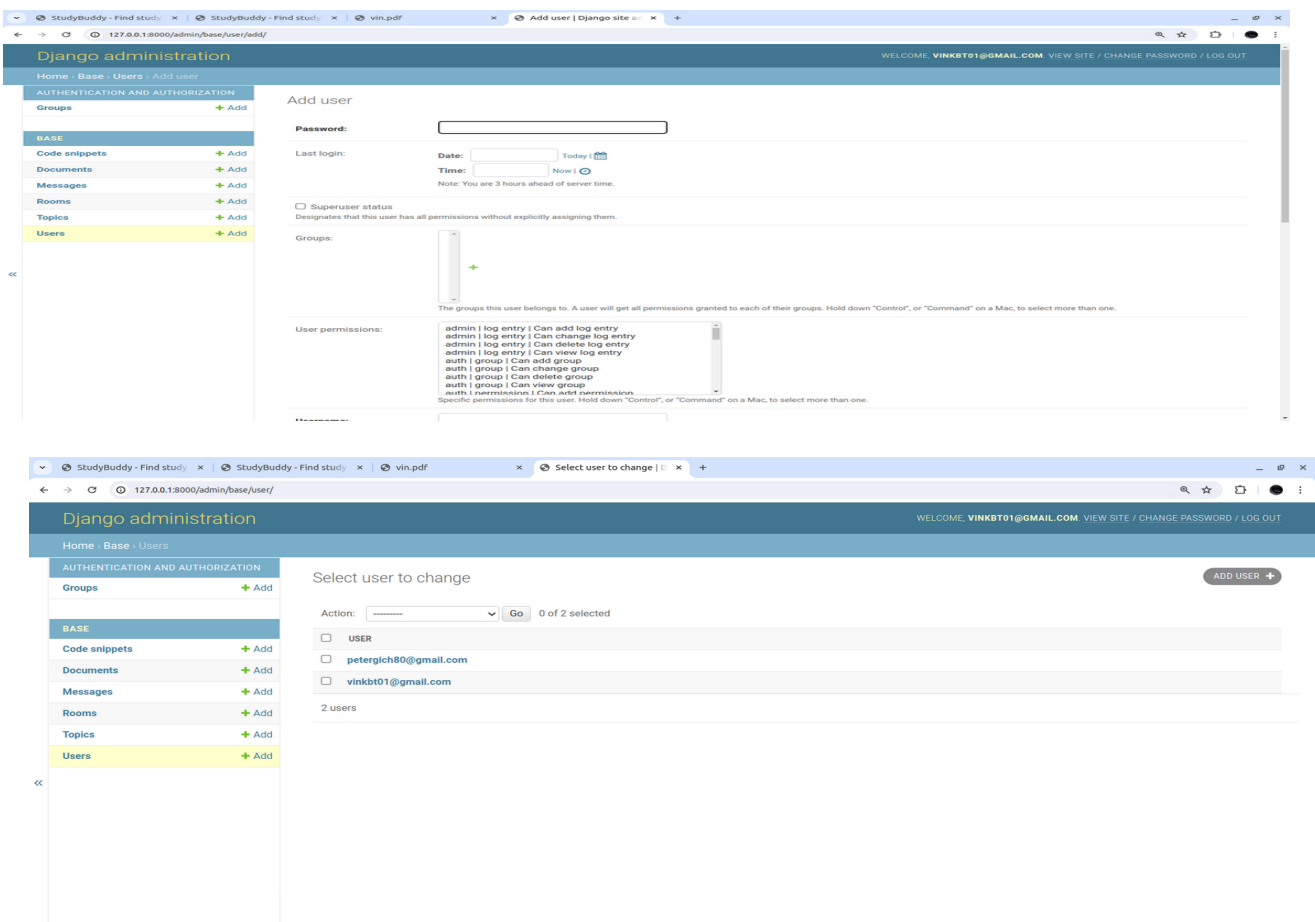 StudyBuddy - Find study StudyBuddy - Find study vin.pdf Add user | Django site ad
127.0.0.1:8000/admin/base/user/add/
Django administration
WELCOME, VINKBT01@GMAIL.COM. VIEW SITE / CHANGE PASSWORD / LOG OUT
Home › Base › Users › Add user
AUTHENTICATION AND AUTHORIZATION
Groups + Add
BASE
Code snippets + Add
Documents + Add
Messages + Add
Rooms + Add
Topics + Add
Users + Add
«
Add user
Password:
Last login:
Date: Today |
Time: Now |
Note: You are 3 hours ahead of server time.
Superuser status
Designates that this user has all permissions without explicitly assigning them.
Groups:
The groups this user belongs to. A user will get all permissions granted to each of their groups. Hold down "Control", or "Command" on a Mac, to select more than one.
User permissions:
admin | log entry | Can add log entry
admin | log entry | Can change log entry
admin | log entry | Can delete log entry
admin | log entry | Can view log entry
auth | group | Can add group
auth | group | Can change group
auth | group | Can delete group
auth | group | Can view group
auth | permission | Can add permission
Specific permissions for this user. Hold down "Control", or "Command" on a Mac, to select more than one.
Username:
StudyBuddy - Find study StudyBuddy - Find study vin.pdf Select user to change | D
127.0.0.1:8000/admin/base/user/
Django administration
WELCOME, VINKBT01@GMAIL.COM. VIEW SITE / CHANGE PASSWORD / LOG OUT
Home › Base › Users
AUTHENTICATION AND AUTHORIZATION
Groups + Add
BASE
Code snippets + Add
Documents + Add
Messages + Add
Rooms + Add
Topics + Add
Users + Add
«
Select user to change
ADD USER +
Action: --------- Go 0 of 2 selected
USER
petergich80@gmail.com
vinkbt01@gmail.com
2 users